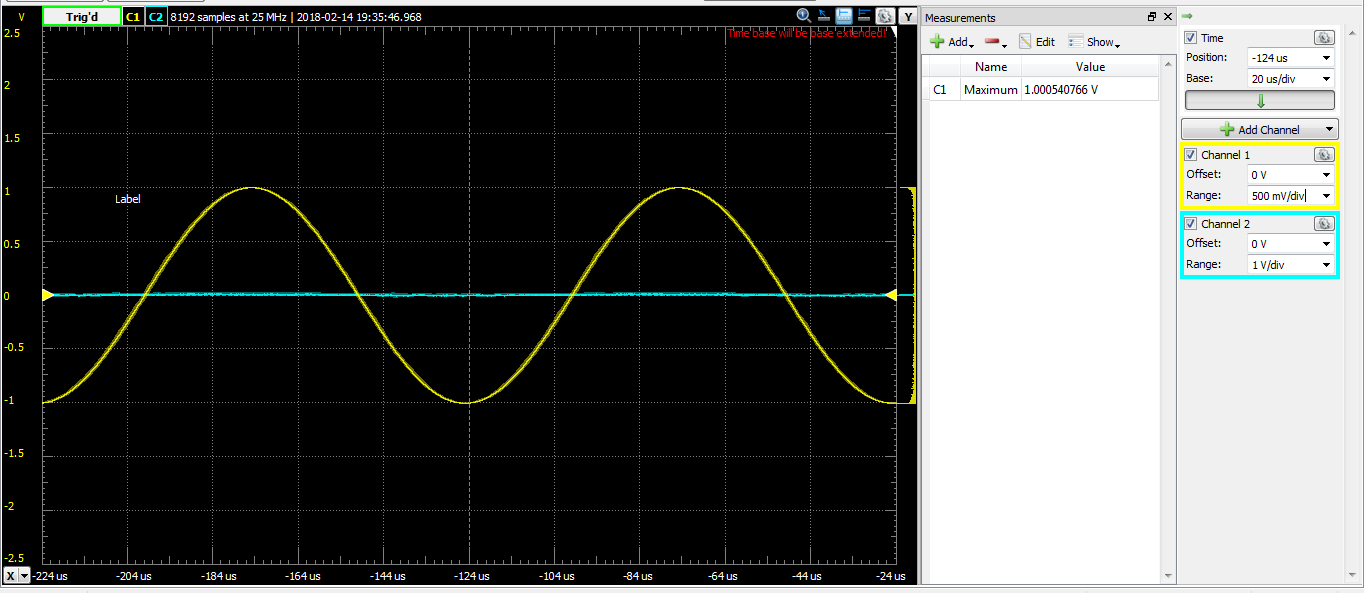 V Trig'd C1 C2 8192 samples at 25 MHz | 2018-02-14 19:35:46.968 Y
Time base will be base extended!
2.5
2
1.5
1
0.5
0
-0.5
-1
-1.5
-2
-2.5
Label
X -224 us -204 us -184 us -164 us -144 us -124 us -104 us -84 us -64 us -44 us -24 us
Measurements
Add Edit Show
Name Value
C1 Maximum 1.000540766 V
Time
Position: -124 us
Base: 20 us/div
Add Channel
Channel 1
Offset: 0 V
Range: 500 mV/div
Channel 2
Offset: 0 V
Range: 1 V/div